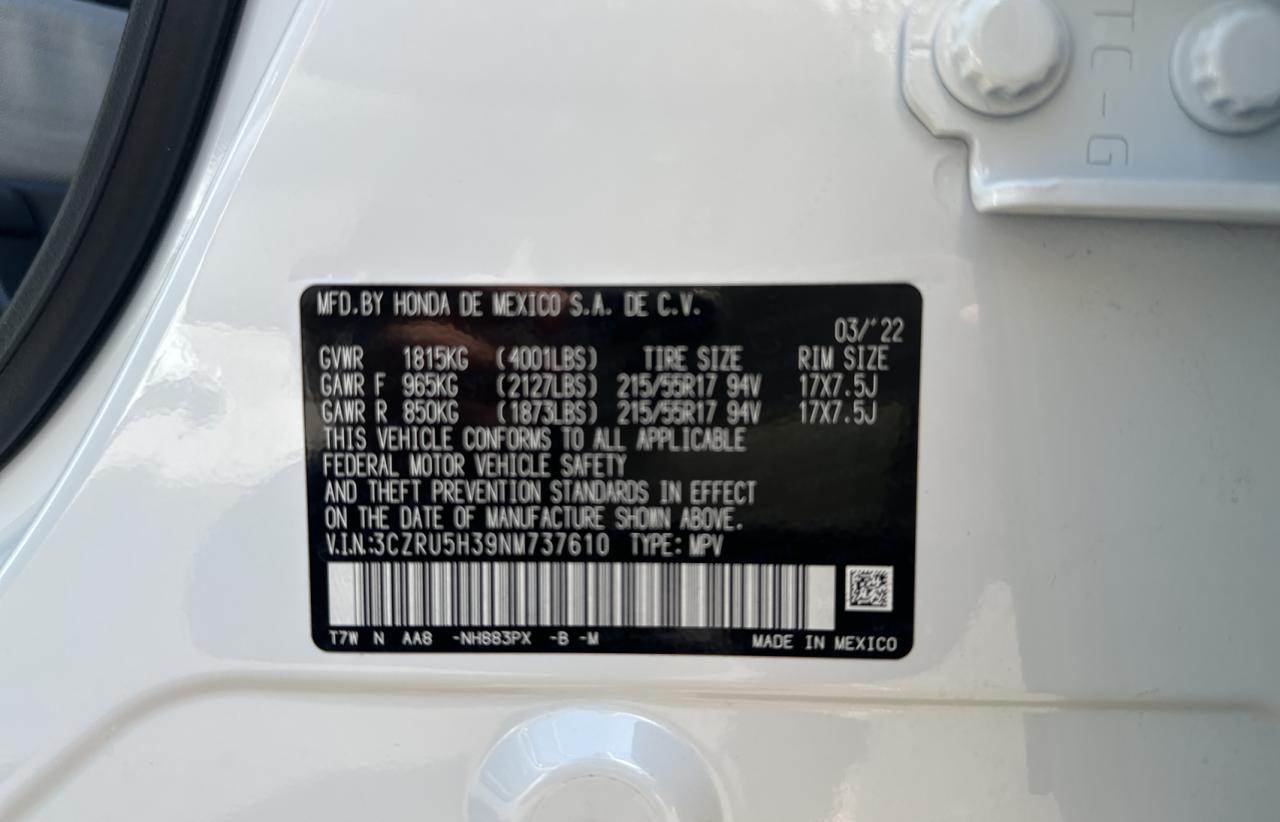 TC-G
MFD.BY HONDA DE MEXICO S.A. DE C.V.
03/'22
GVWR 1815KG (4001LBS) TIRE SIZE RIM SIZE
GAWR F 965KG (2127LBS) 215/55R17 94V 17X7.5J
GAWR R 850KG (1873LBS) 215/55R17 94V 17X7.5J
THIS VEHICLE CONFORMS TO ALL APPLICABLE
FEDERAL MOTOR VEHICLE SAFETY
AND THEFT PREVENTION STANDARDS IN EFFECT
ON THE DATE OF MANUFACTURE SHOWN ABOVE.
V.I.N.:3CZRU5H39NM737610 TYPE: MPV
T7W N AA8 -NH883PX -B -M MADE IN MEXICO